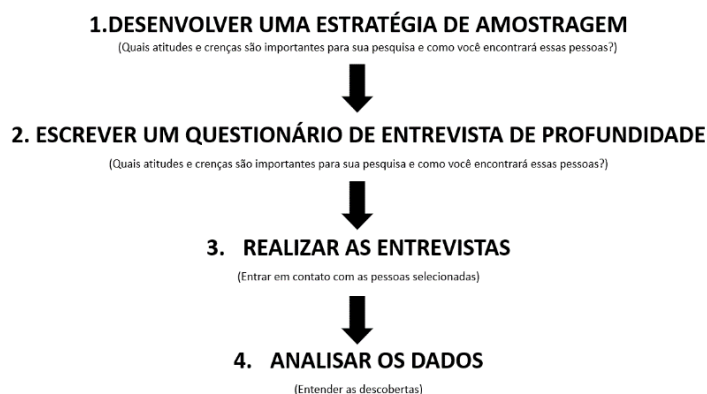 1.DESENVOLVER UMA ESTRATÉGIA DE AMOSTRAGEM
(Quais atitudes e crenças são importantes para sua pesquisa e como você encontrará essas pessoas?)
2. ESCREVER UM QUESTIONÁRIO DE ENTREVISTA DE PROFUNDIDADE
(Quais atitudes e crenças são importantes para sua pesquisa e como você encontrará essas pessoas?)
3. REALIZAR AS ENTREVISTAS
(Entrar em contato com as pessoas selecionadas)
4. ANALISAR OS DADOS
(Entender as descobertas)